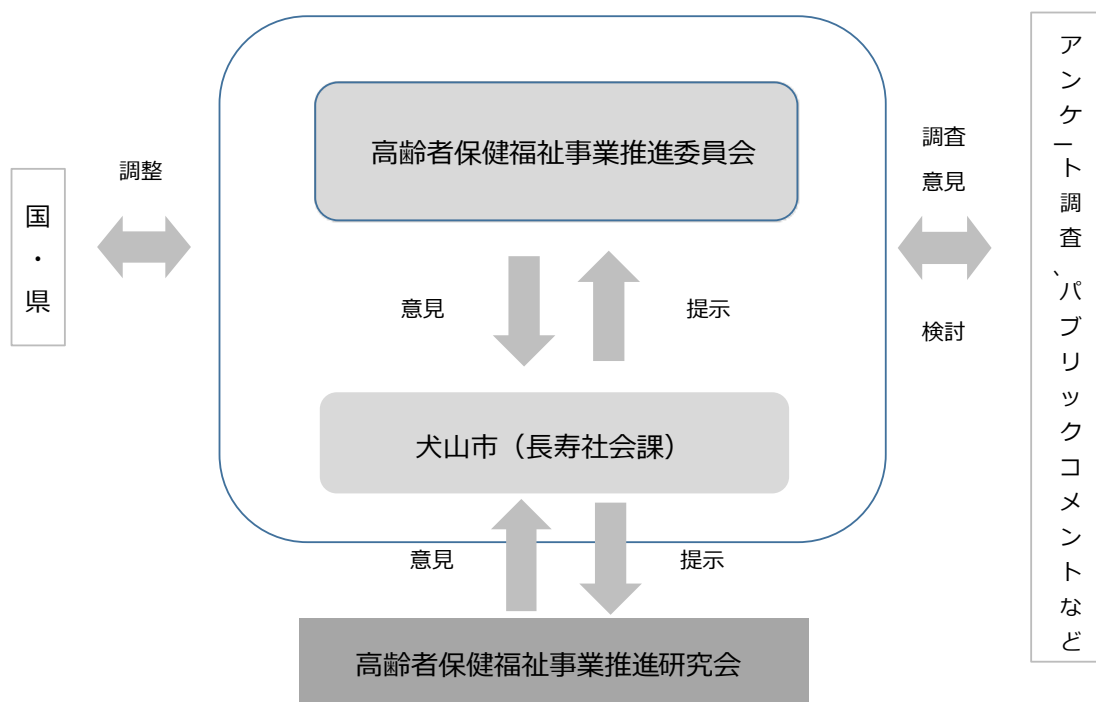 高齢者保健福祉事業推進委員会
調整
国・県
調査
意見
検討
アンケート調査、パブリックコメントなど
意見
提示
犬山市（長寿社会課）
意見
提示
高齢者保健福祉事業推進研究会